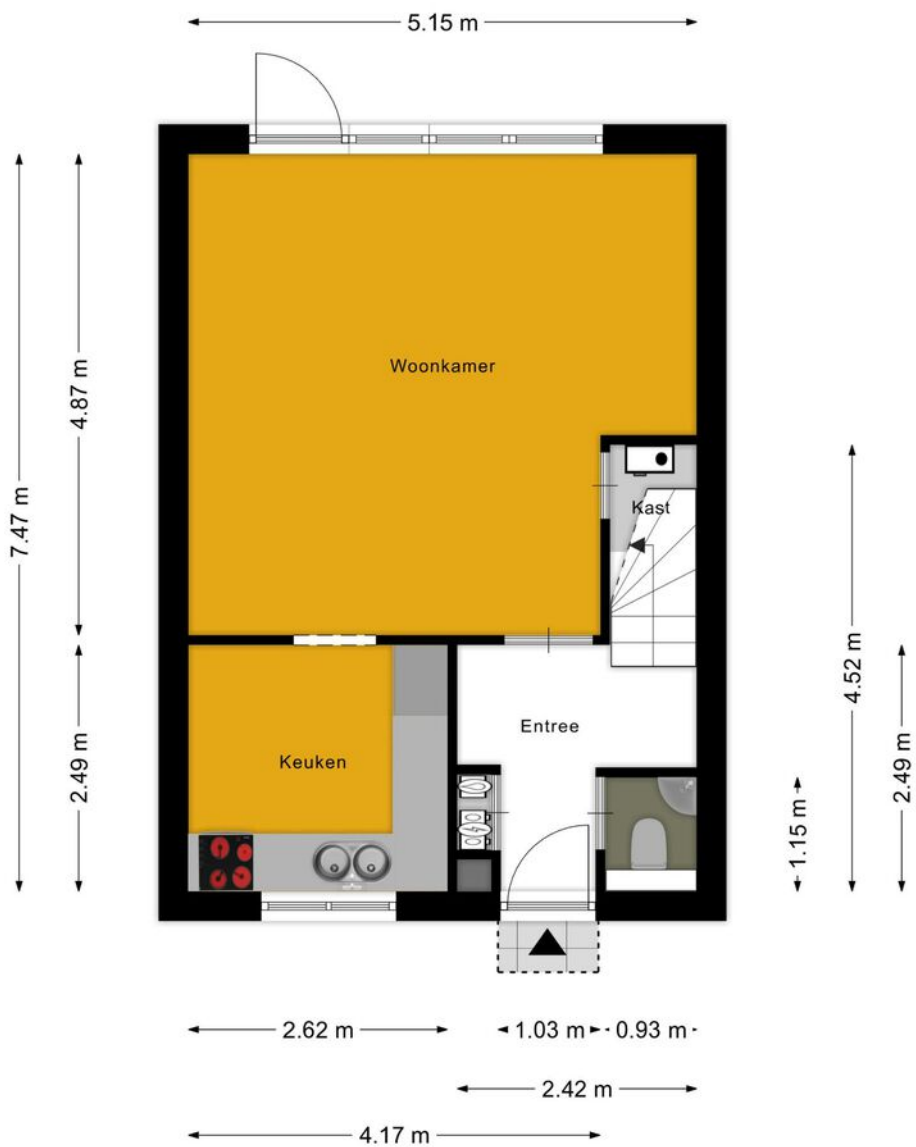 5.15 m
7.47 m
4.87 m
Woonkamer
Kast
4.52 m
2.49 m
Entree
Keuken
2.49 m
1.15 m
2.62 m
1.03 m
0.93 m
2.42 m
4.17 m